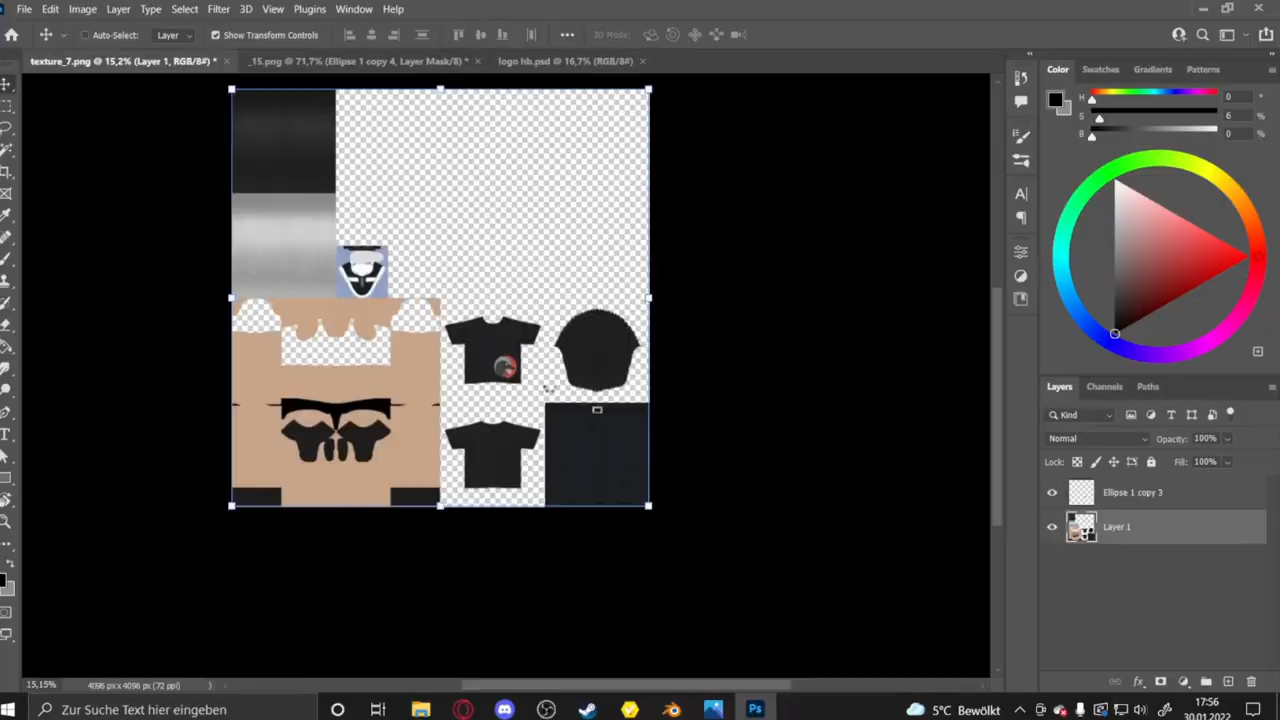 File Edit Image Layer Type Select Filter 3D View Plugins Window Help
Auto-Select: Layer Show Transform Controls 3D Mode:
texture_7.png @ 15,2% (Layer 1, RGB/8#) * _15.png @ 71,7% (Ellipse 1 copy 4, Layer Mask/8) * logo hb.psd @ 16,7% (RGB/8#)
Color Swatches Gradients Patterns
H 0 °
S 6 %
B 0 %
Layers Channels Paths
Kind
Normal Opacity: 100%
Lock: Fill: 100%
Ellipse 1 copy 3
Layer 1
15,15% 4096 px x 4096 px (72 ppi)
Zur Suche Text hier eingeben
5°C Bewölkt
17:56
30.01.2022